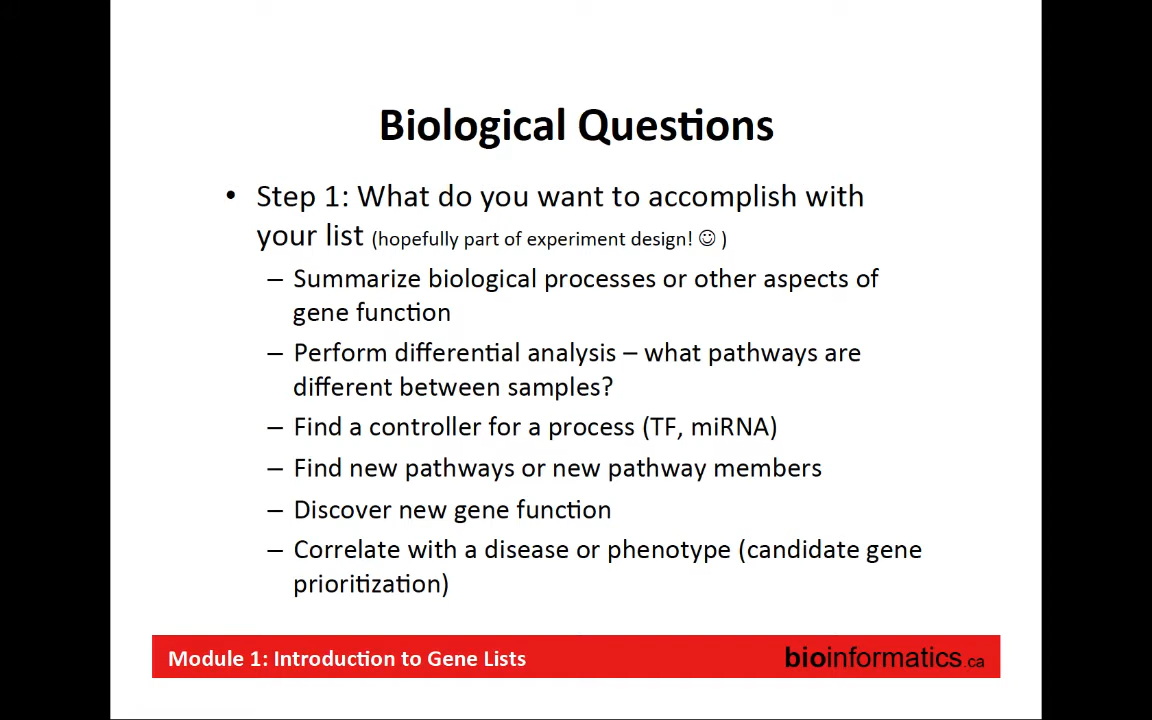 Biological Questions
• Step 1: What do you want to accomplish with
your list (hopefully part of experiment design! ☺ )
– Summarize biological processes or other aspects of
gene function
– Perform differential analysis – what pathways are
different between samples?
– Find a controller for a process (TF, miRNA)
– Find new pathways or new pathway members
– Discover new gene function
– Correlate with a disease or phenotype (candidate gene
prioritization)
Module 1: Introduction to Gene Lists
bioinformatics.ca